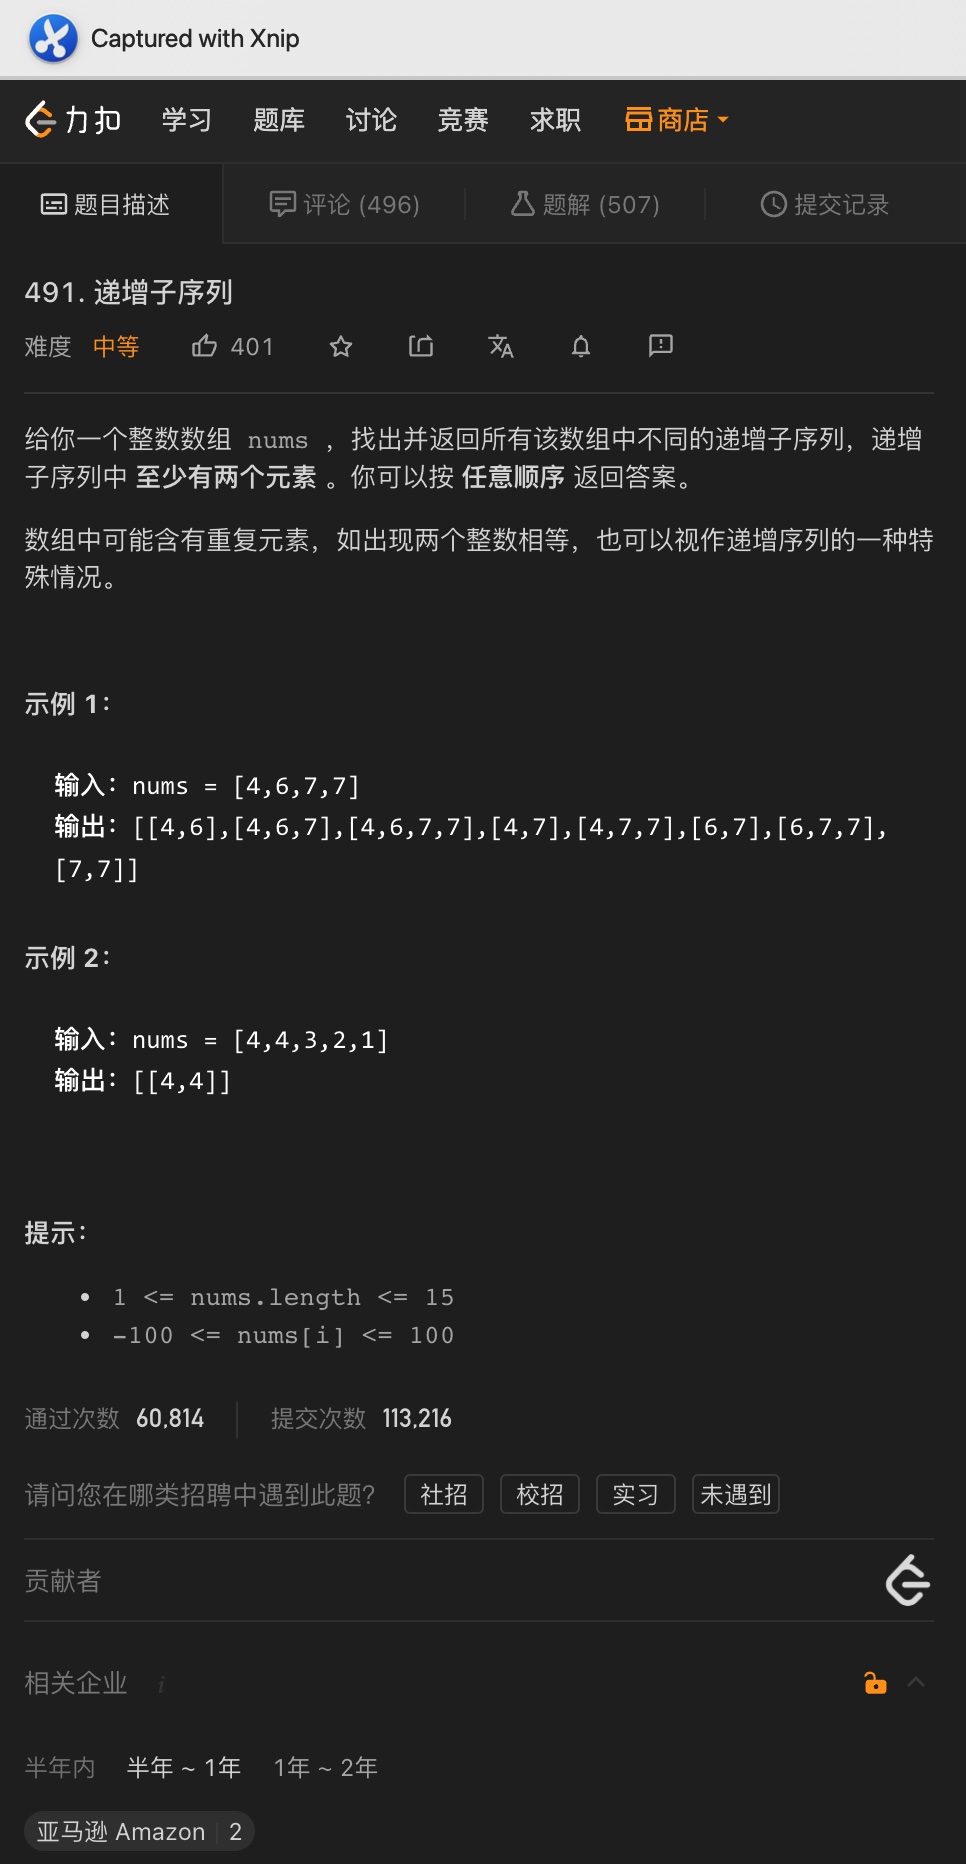 Captured with Xnip
力扣 学习 题库 讨论 竞赛 求职 商店
题目描述 评论 (496) 题解 (507) 提交记录
491. 递增子序列
难度 中等 401
给你一个整数数组 nums ，找出并返回所有该数组中不同的递增子序列，递增
子序列中 至少有两个元素 。你可以按 任意顺序 返回答案。
数组中可能含有重复元素，如出现两个整数相等，也可以视作递增序列的一种特
殊情况。
示例 1：
输入：nums = [4,6,7,7]
输出：[[4,6],[4,6,7],[4,6,7,7],[4,7],[4,7,7],[6,7],[6,7,7],
[7,7]]
示例 2：
输入：nums = [4,4,3,2,1]
输出：[[4,4]]
提示：
• 1 <= nums.length <= 15
• -100 <= nums[i] <= 100
通过次数 60,814 提交次数 113,216
请问您在哪类招聘中遇到此题? 社招 校招 实习 未遇到
贡献者
相关企业 i
半年内 半年 ~ 1年 1年 ~ 2年
亚马逊 Amazon 2